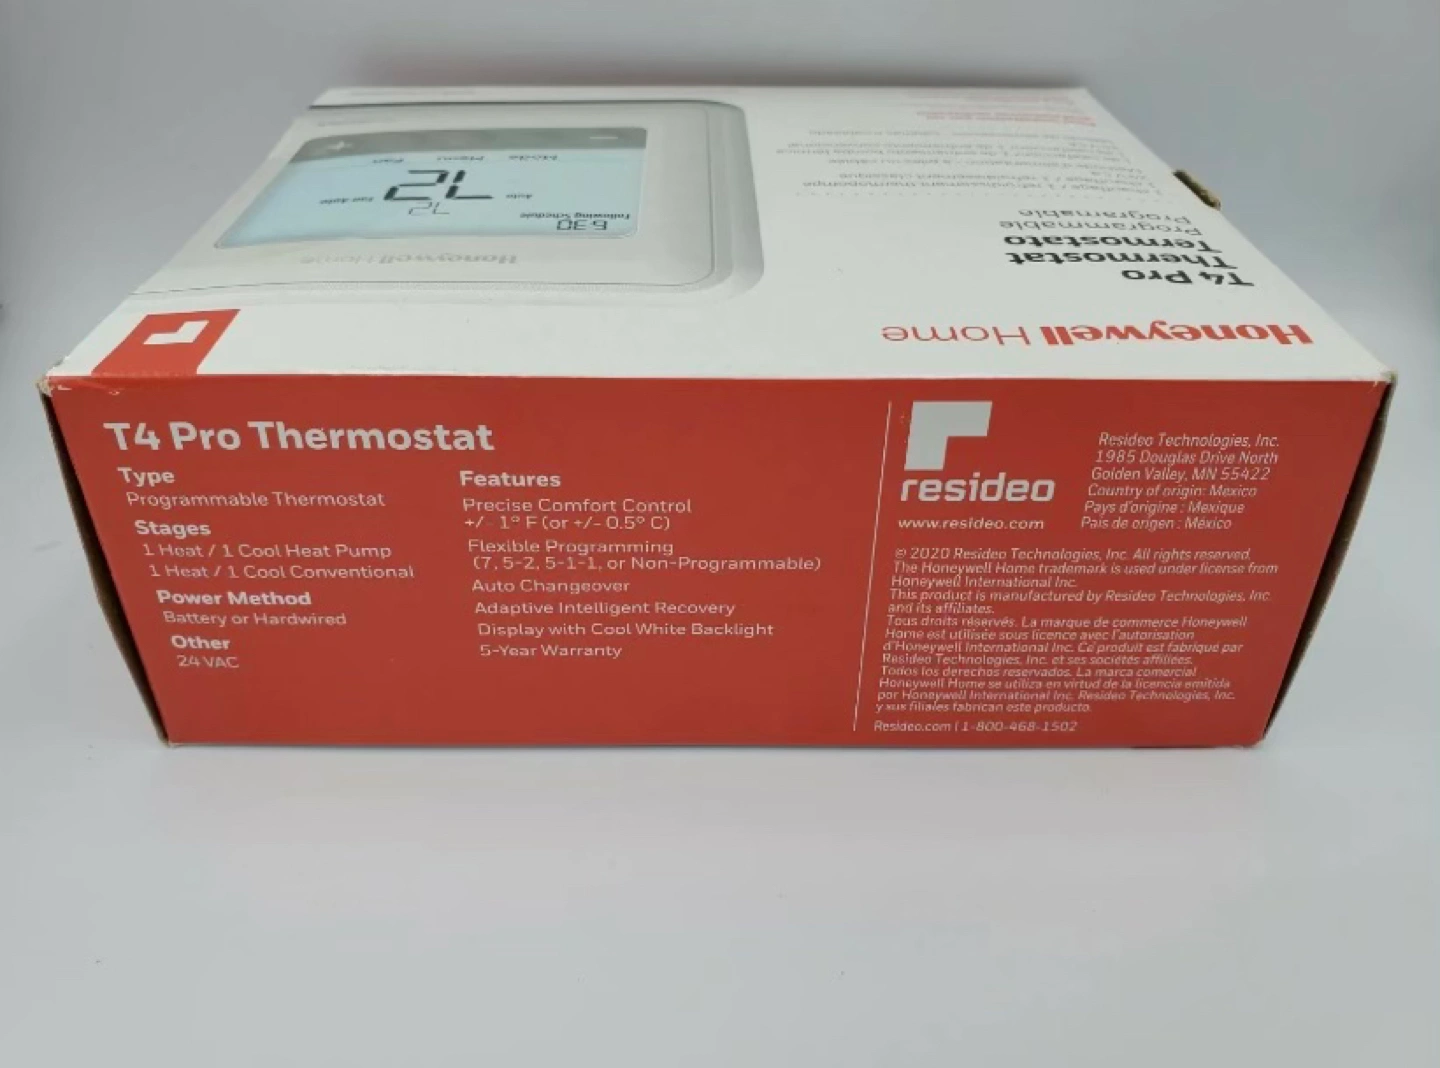 Honeywell Home
T4 Pro
Thermostat
Termostato
Programmable
Programable
Honeywell Home
6:30
Following Schedule
72
72
Auto
Fan Auto
Mode
Menu
Fan
+
−
T4 Pro Thermostat
Type
Programmable Thermostat
Stages
1 Heat / 1 Cool Heat Pump
1 Heat / 1 Cool Conventional
Power Method
Battery or Hardwired
Other
24 VAC
Features
Precise Comfort Control
+/- 1° F (or +/- 0.5° C)
Flexible Programming
(7, 5-2, 5-1-1, or Non-Programmable)
Auto Changeover
Adaptive Intelligent Recovery
Display with Cool White Backlight
5-Year Warranty
resideo
www.resideo.com
Resideo Technologies, Inc.
1985 Douglas Drive North
Golden Valley, MN 55422
Country of origin: Mexico
Pays d'origine : Mexique
País de origen : México
© 2020 Resideo Technologies, Inc. All rights reserved.
The Honeywell Home trademark is used under license from
Honeywell International Inc.
This product is manufactured by Resideo Technologies, Inc.
and its affiliates.
Tous droits réservés. La marque de commerce Honeywell
Home est utilisée sous licence avec l'autorisation
d'Honeywell International Inc. Ce produit est fabriqué par
Resideo Technologies, Inc. et ses sociétés affiliées.
Todos los derechos reservados. La marca comercial
Honeywell Home se utiliza en virtud de la licencia emitida
por Honeywell International Inc. Resideo Technologies, Inc.
y sus filiales fabrican este producto.
Resideo.com | 1-800-468-1502